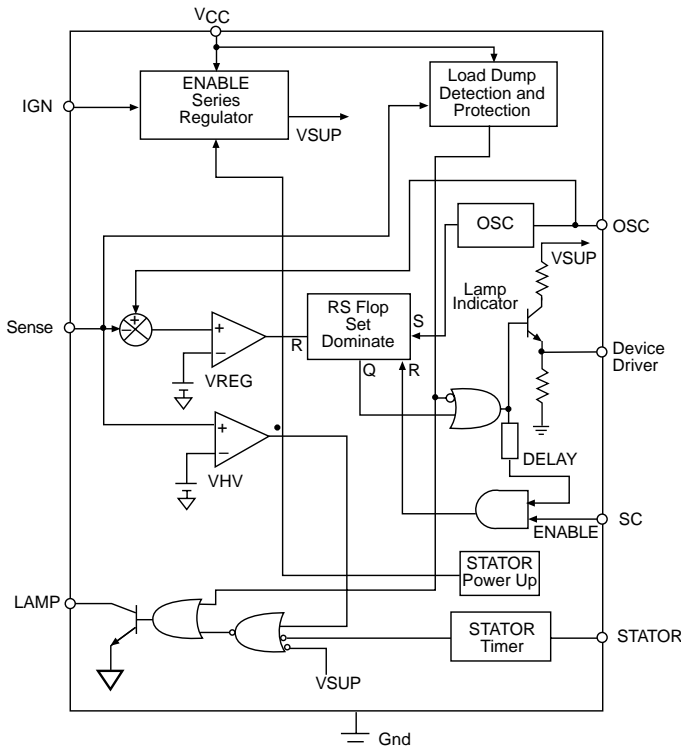 VCC
ENABLE
Series
Regulator
Load Dump
Detection and
Protection
IGN
VSUP
OSC
OSC
VSUP
Lamp
Indicator
+
−
Sense
+
−
RS Flop
Set
Dominate
S
R
Q
R
VREG
Device
Driver
+
−
VHV
DELAY
ENABLE
SC
STATOR
Power Up
LAMP
STATOR
Timer
STATOR
VSUP
Gnd